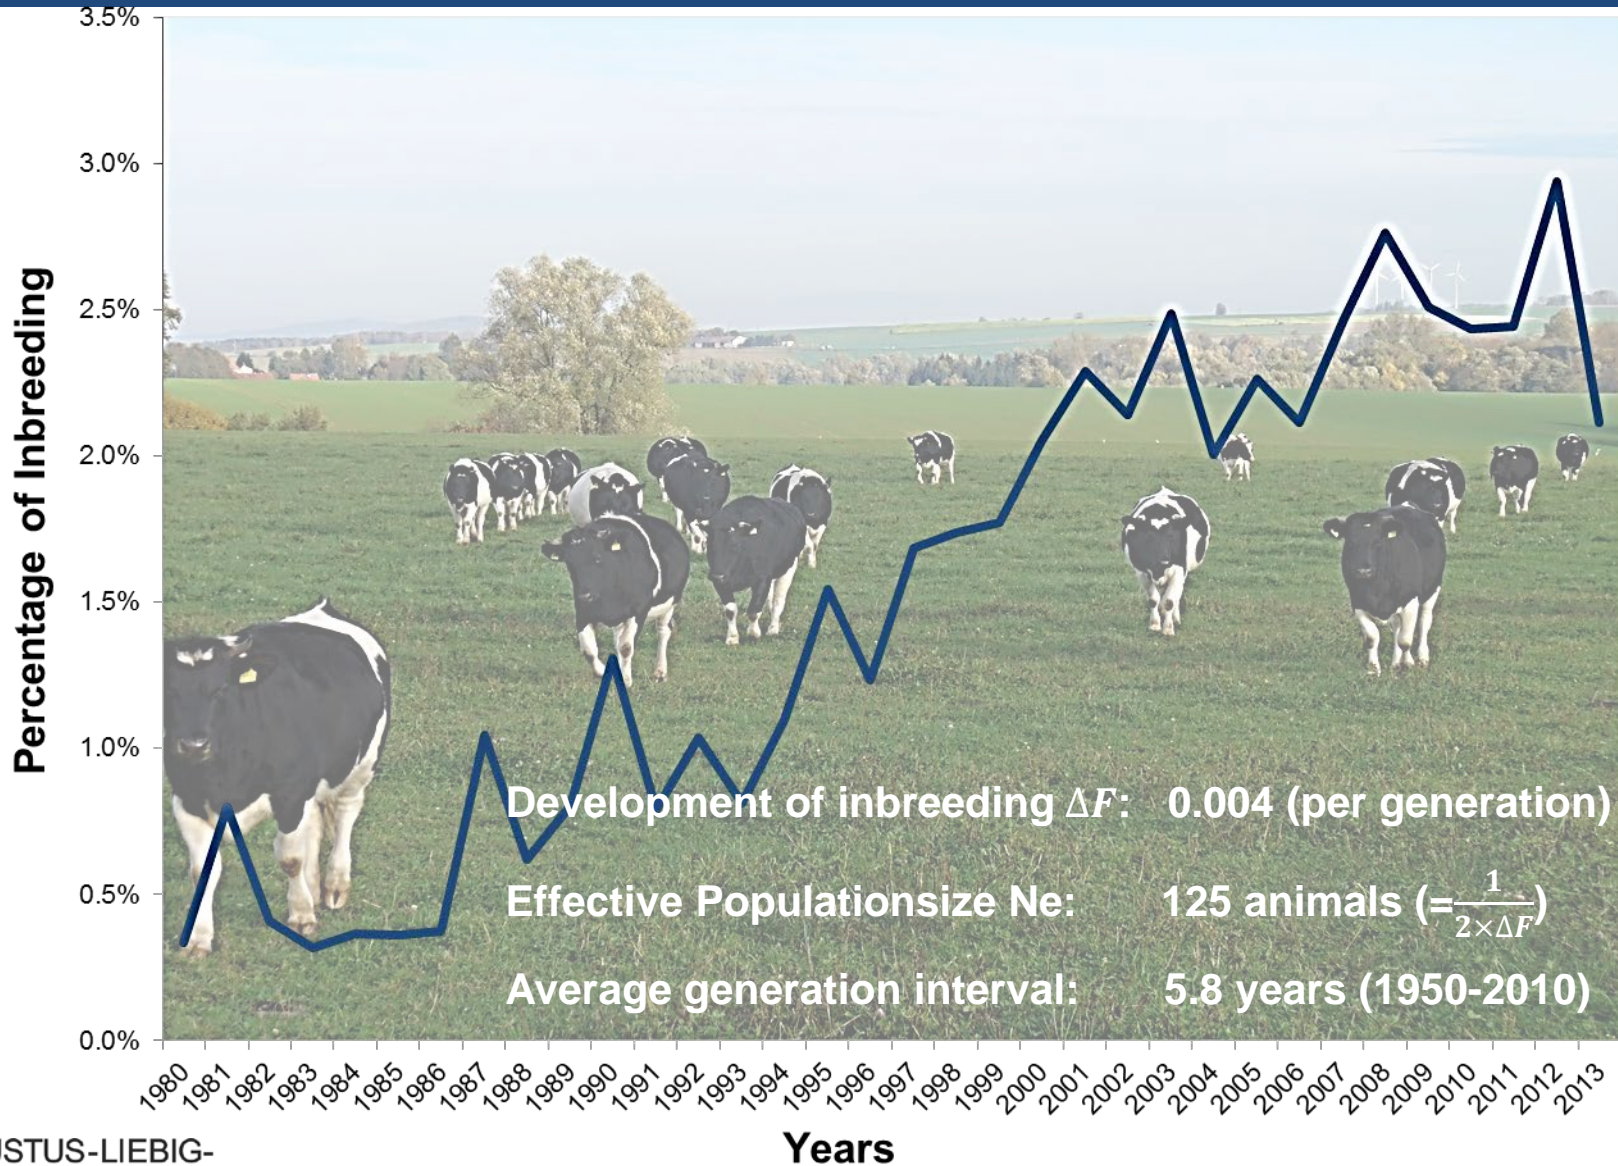 3.5%
3.0%
2.5%
2.0%
1.5%
1.0%
0.5%
0.0%
Percentage of Inbreeding
Development of inbreeding ΔF: 0.004 (per generation)
Effective Populationsize Ne: 125 animals (=1/(2×ΔF))
Average generation interval: 5.8 years (1950-2010)
1980 1981 1982 1983 1984 1985 1986 1987 1988 1989 1990 1991 1992 1993 1994 1995 1996 1997 1998 1999 2000 2001 2002 2003 2004 2005 2006 2007 2008 2009 2010 2011 2012 2013
Years
USTUS-LIEBIG-